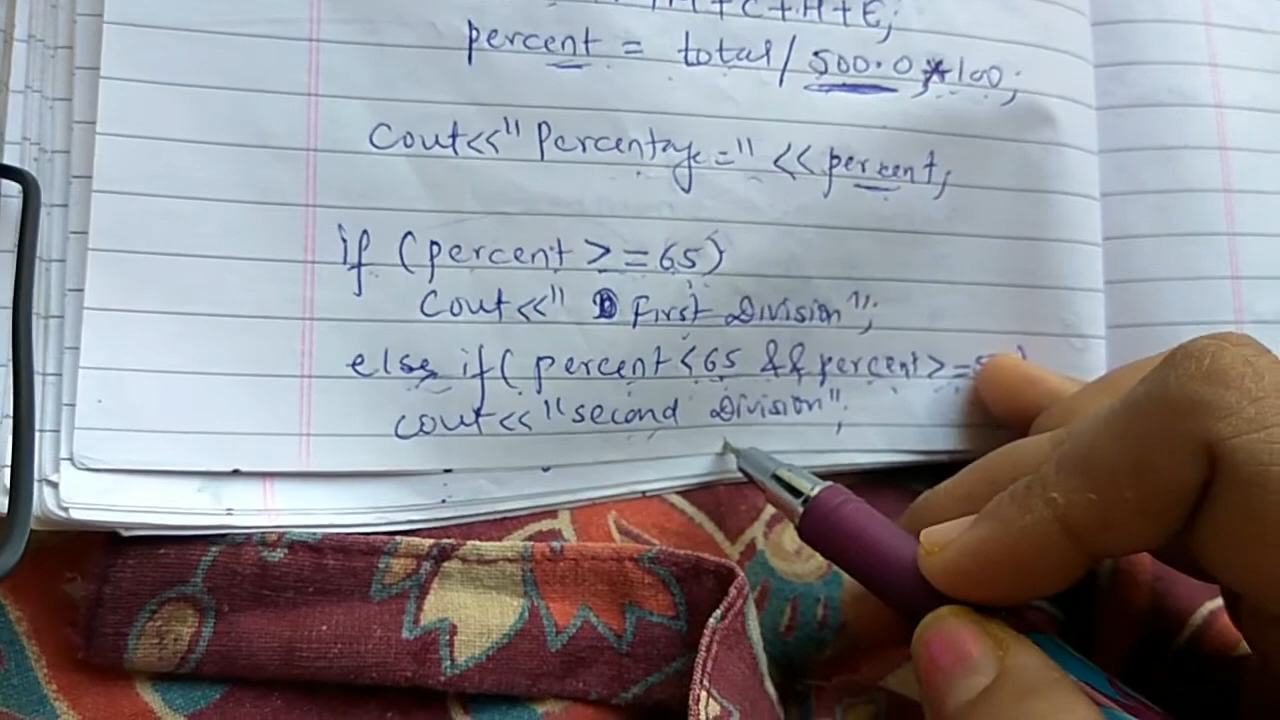 +C+H+E;
percent = total/500.0*100;
cout<<"Percentage="<<percent;
if (percent >=65)
cout<<" First Division";
else if( percent<65 && percent>=
cout<<"second Division";